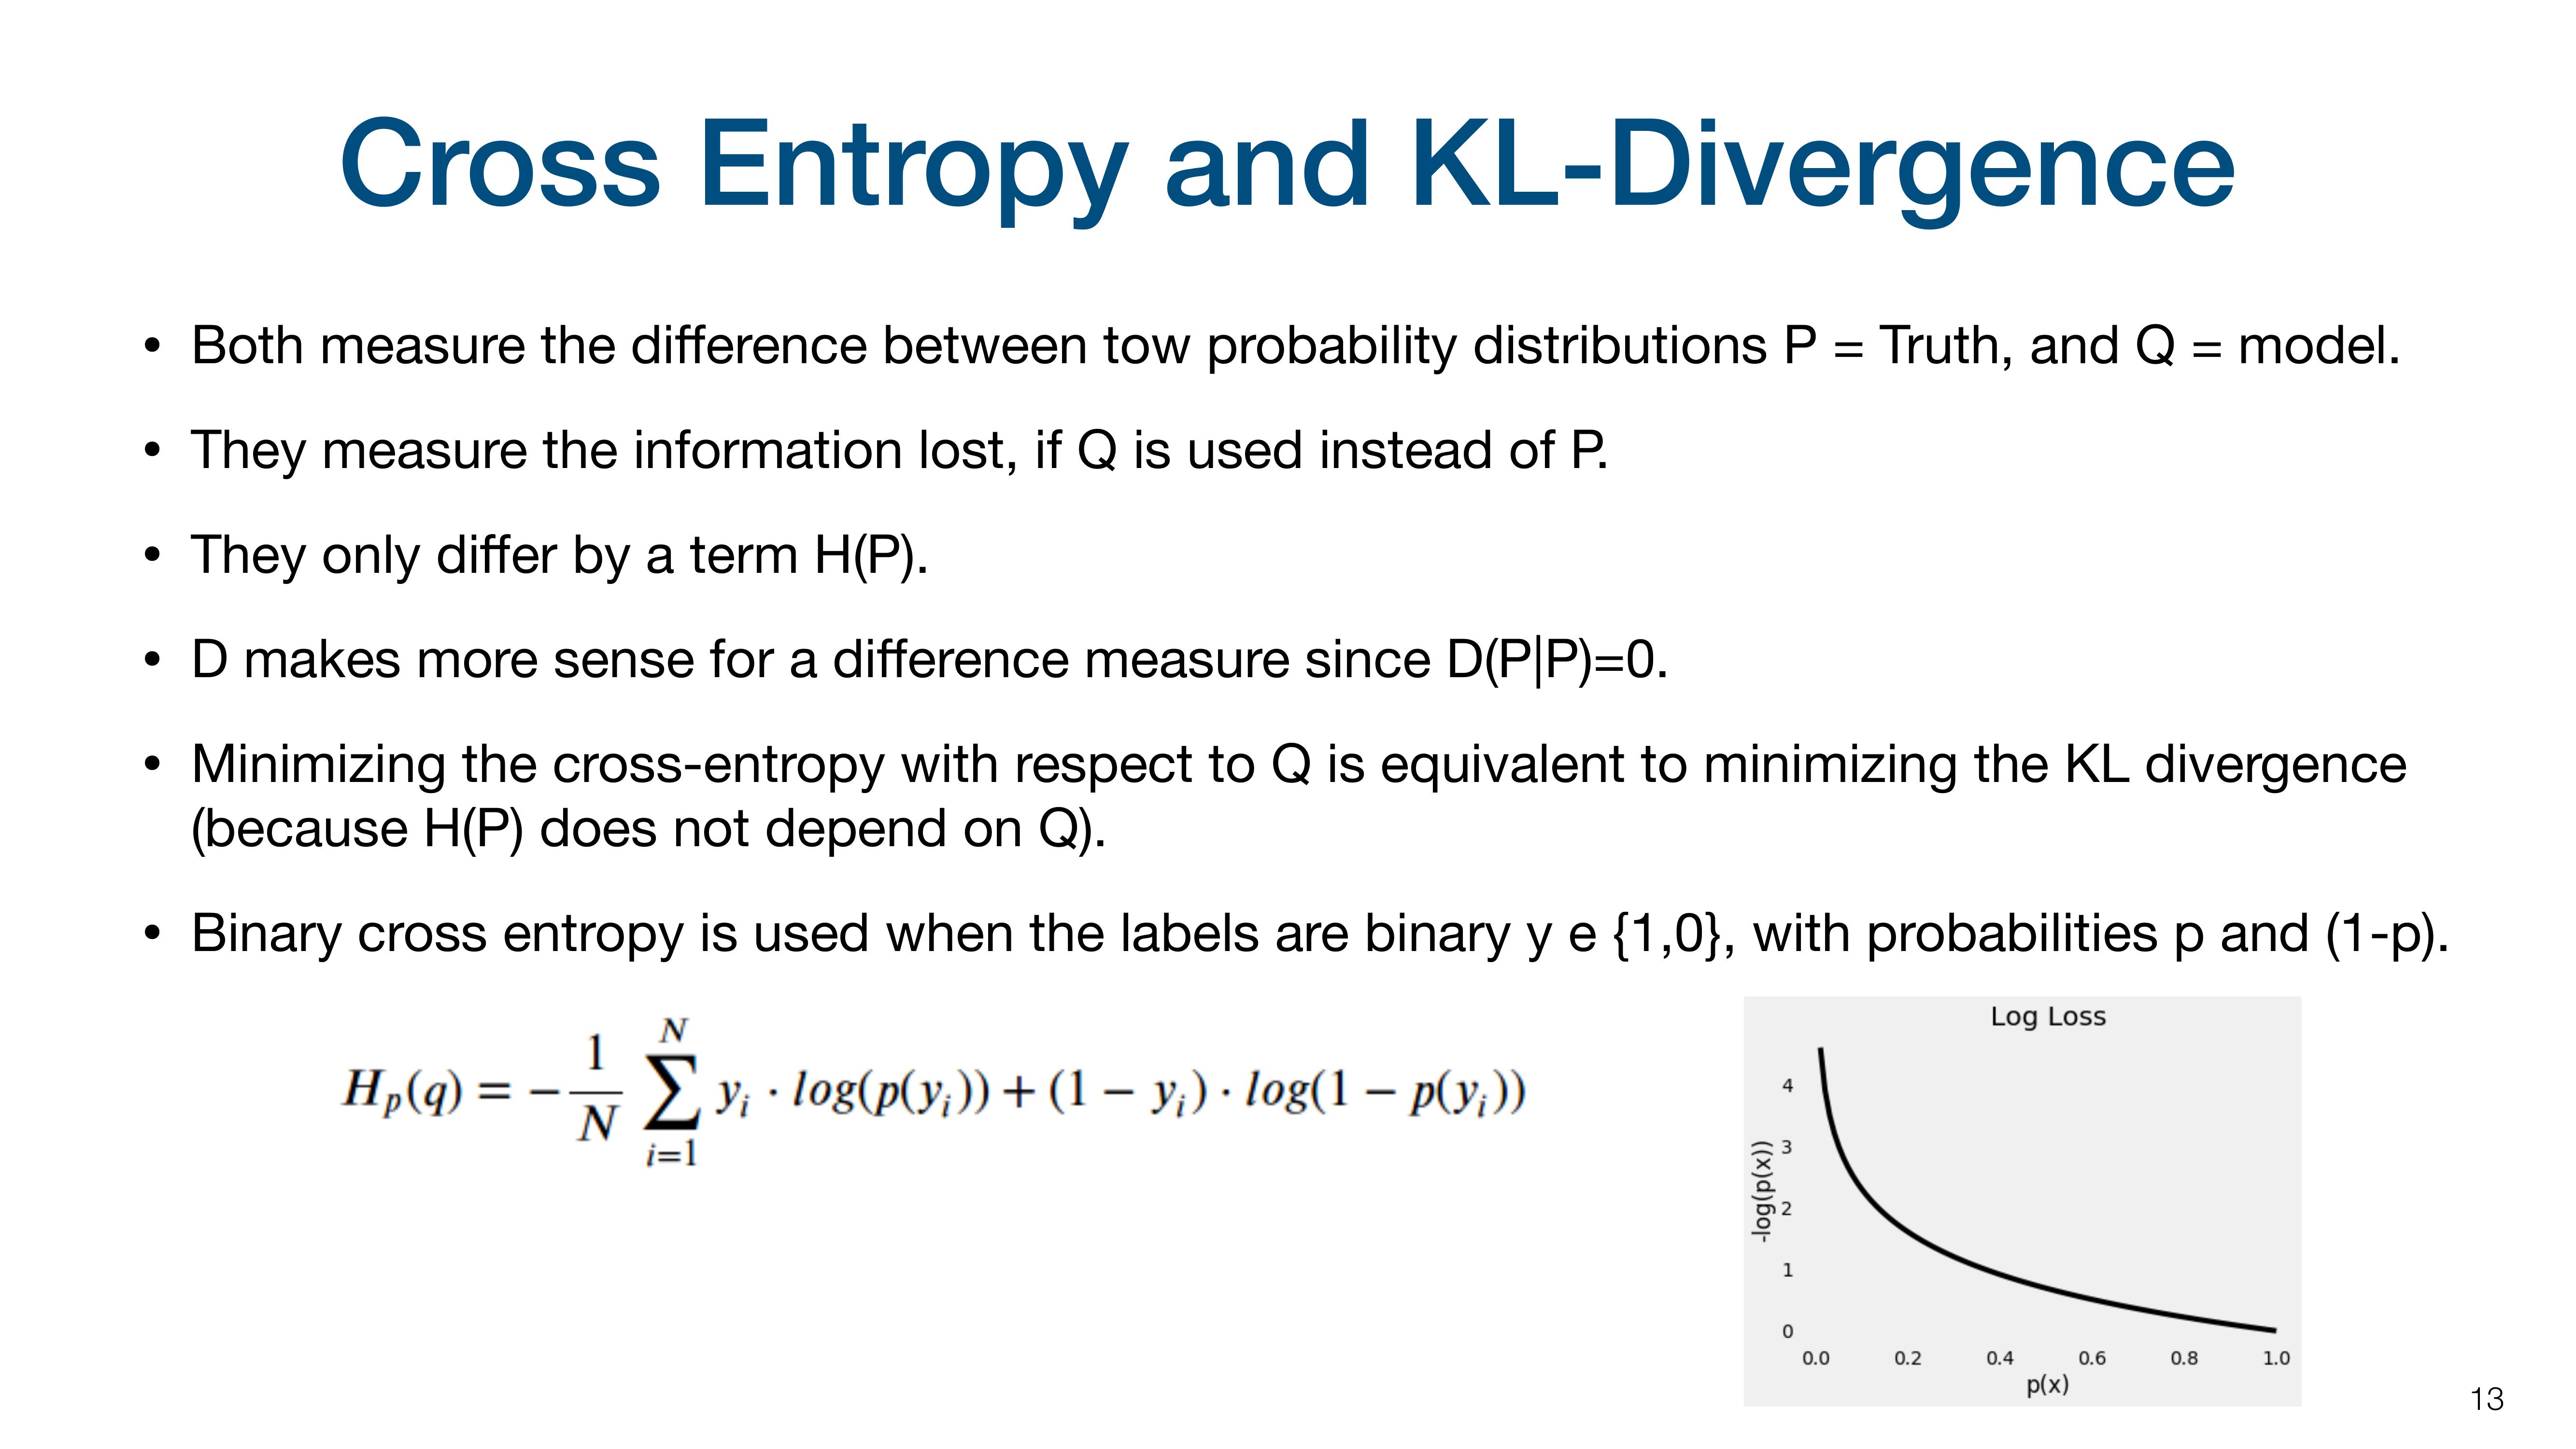 Cross Entropy and KL-Divergence
• Both measure the difference between tow probability distributions P = Truth, and Q = model.
• They measure the information lost, if Q is used instead of P.
• They only differ by a term H(P).
• D makes more sense for a difference measure since D(P|P)=0.
• Minimizing the cross-entropy with respect to Q is equivalent to minimizing the KL divergence
(because H(P) does not depend on Q).
• Binary cross entropy is used when the labels are binary y e {1,0}, with probabilities p and (1-p).
H_p(q) = -\frac{1}{N} \sum_{i=1}^{N} y_i · log(p(y_i)) + (1 − y_i) · log(1 − p(y_i))
Log Loss
-log(p(x))
4
3
2
1
0
0.0 0.2 0.4 0.6 0.8 1.0
p(x)
13